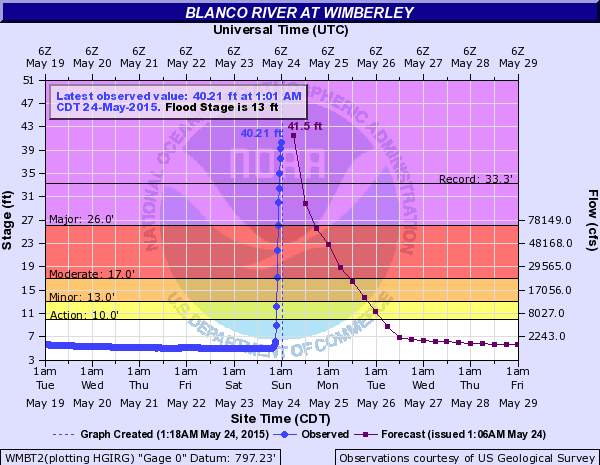 BLANCO RIVER AT WIMBERLEY
Universal Time (UTC)
6Z 6Z 6Z 6Z 6Z 6Z 6Z 6Z 6Z 6Z 6Z
May 19 May 20 May 21 May 22 May 23 May 24 May 25 May 26 May 27 May 28 May 29
Latest observed value: 40.21 ft at 1:01 AM
CDT 24-May-2015. Flood Stage is 13 ft
40.21 ft
41.5 ft
Record: 33.3'
Major: 26.0'
Moderate: 17.0'
Minor: 13.0'
Action: 10.0'
NATIONAL OCEANIC AND ATMOSPHERIC ADMINISTRATION
NOAA
U.S. DEPARTMENT OF COMMERCE
Stage (ft)
51
47
43
39
35
31
27
23
19
15
11
7
3
Flow (cfs)
78149.0
48168.0
29565.0
17056.0
8027.0
2243.0
1am 1am 1am 1am 1am 1am 1am 1am 1am 1am 1am
Tue Wed Thu Fri Sat Sun Mon Tue Wed Thu Fri
May 19 May 20 May 21 May 22 May 23 May 24 May 25 May 26 May 27 May 28 May 29
Site Time (CDT)
Graph Created (1:18AM May 24, 2015) Observed Forecast (issued 1:06AM May 24)
WMBT2(plotting HGIRG) "Gage 0" Datum: 797.23'
Observations courtesy of US Geological Survey